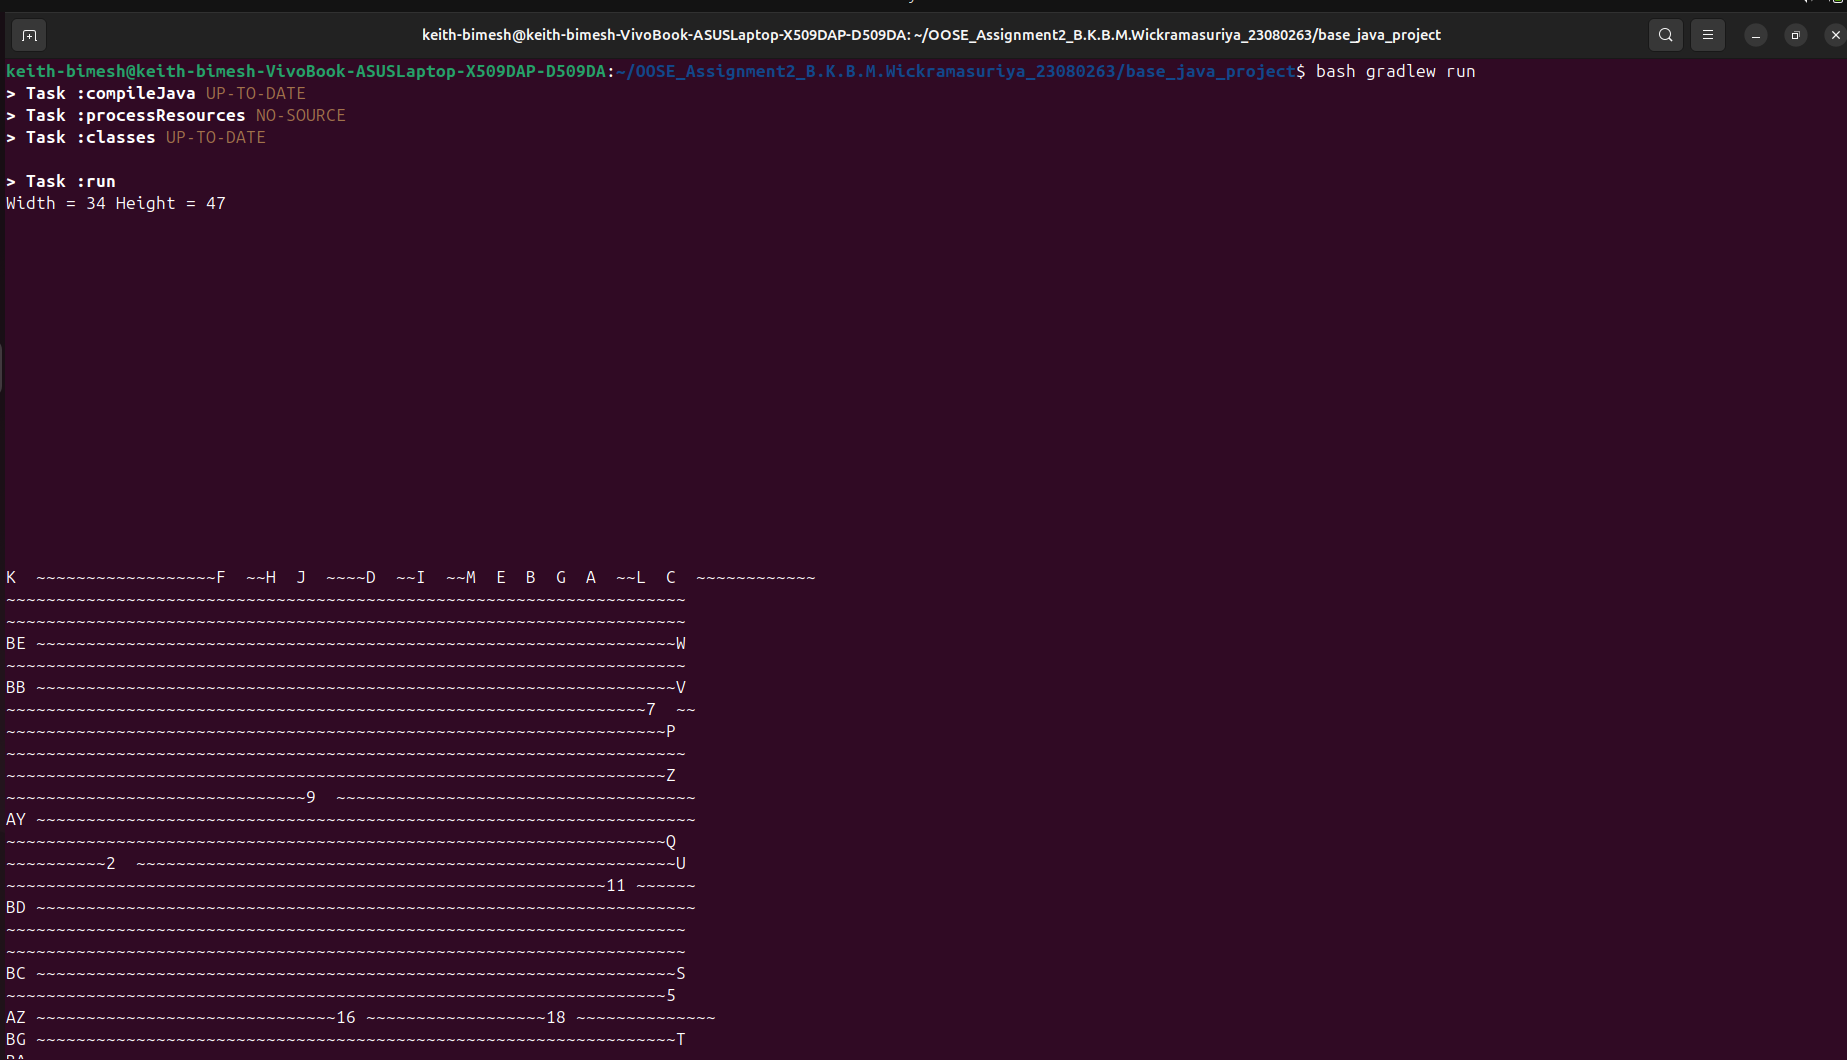 keith-bimesh@keith-bimesh-VivoBook-ASUSLaptop-X509DAP-D509DA: ~/OOSE_Assignment2_B.K.B.M.Wickramasuriya_23080263/base_java_project
keith-bimesh@keith-bimesh-VivoBook-ASUSLaptop-X509DAP-D509DA:~/OOSE_Assignment2_B.K.B.M.Wickramasuriya_23080263/base_java_project$ bash gradlew run
> Task :compileJava UP-TO-DATE
> Task :processResources NO-SOURCE
> Task :classes UP-TO-DATE
> Task :run
Width = 34 Height = 47
K  ~~~~~~~~~~~~~~~~~~F  ~~H  J  ~~~~D  ~~I  ~~M  E  B  G  A  ~~L  C  ~~~~~~~~~~~~
~~~~~~~~~~~~~~~~~~~~~~~~~~~~~~~~~~~~~~~~~~~~~~~~~~~~~~~~~~~~~~~~~~~~
~~~~~~~~~~~~~~~~~~~~~~~~~~~~~~~~~~~~~~~~~~~~~~~~~~~~~~~~~~~~~~~~~~~~
BE ~~~~~~~~~~~~~~~~~~~~~~~~~~~~~~~~~~~~~~~~~~~~~~~~~~~~~~~~~~~~~~~~W
~~~~~~~~~~~~~~~~~~~~~~~~~~~~~~~~~~~~~~~~~~~~~~~~~~~~~~~~~~~~~~~~~~~~
BB ~~~~~~~~~~~~~~~~~~~~~~~~~~~~~~~~~~~~~~~~~~~~~~~~~~~~~~~~~~~~~~~~V
~~~~~~~~~~~~~~~~~~~~~~~~~~~~~~~~~~~~~~~~~~~~~~~~~~~~~~~~~~~~~~~~7  ~~
~~~~~~~~~~~~~~~~~~~~~~~~~~~~~~~~~~~~~~~~~~~~~~~~~~~~~~~~~~~~~~~~~~P
~~~~~~~~~~~~~~~~~~~~~~~~~~~~~~~~~~~~~~~~~~~~~~~~~~~~~~~~~~~~~~~~~~~~
~~~~~~~~~~~~~~~~~~~~~~~~~~~~~~~~~~~~~~~~~~~~~~~~~~~~~~~~~~~~~~~~~~Z
~~~~~~~~~~~~~~~~~~~~~~~~~~~~~~9  ~~~~~~~~~~~~~~~~~~~~~~~~~~~~~~~~~~~~
AY ~~~~~~~~~~~~~~~~~~~~~~~~~~~~~~~~~~~~~~~~~~~~~~~~~~~~~~~~~~~~~~~~~~
~~~~~~~~~~~~~~~~~~~~~~~~~~~~~~~~~~~~~~~~~~~~~~~~~~~~~~~~~~~~~~~~~~Q
~~~~~~~~~~2  ~~~~~~~~~~~~~~~~~~~~~~~~~~~~~~~~~~~~~~~~~~~~~~~~~~~~~~U
~~~~~~~~~~~~~~~~~~~~~~~~~~~~~~~~~~~~~~~~~~~~~~~~~~~~~~~~~~~~11 ~~~~~~
BD ~~~~~~~~~~~~~~~~~~~~~~~~~~~~~~~~~~~~~~~~~~~~~~~~~~~~~~~~~~~~~~~~~~
~~~~~~~~~~~~~~~~~~~~~~~~~~~~~~~~~~~~~~~~~~~~~~~~~~~~~~~~~~~~~~~~~~~~
~~~~~~~~~~~~~~~~~~~~~~~~~~~~~~~~~~~~~~~~~~~~~~~~~~~~~~~~~~~~~~~~~~~~
BC ~~~~~~~~~~~~~~~~~~~~~~~~~~~~~~~~~~~~~~~~~~~~~~~~~~~~~~~~~~~~~~~~S
~~~~~~~~~~~~~~~~~~~~~~~~~~~~~~~~~~~~~~~~~~~~~~~~~~~~~~~~~~~~~~~~~~5
AZ ~~~~~~~~~~~~~~~~~~~~~~~~~~~~~~16 ~~~~~~~~~~~~~~~~~~18 ~~~~~~~~~~~~~~
BG ~~~~~~~~~~~~~~~~~~~~~~~~~~~~~~~~~~~~~~~~~~~~~~~~~~~~~~~~~~~~~~~~T